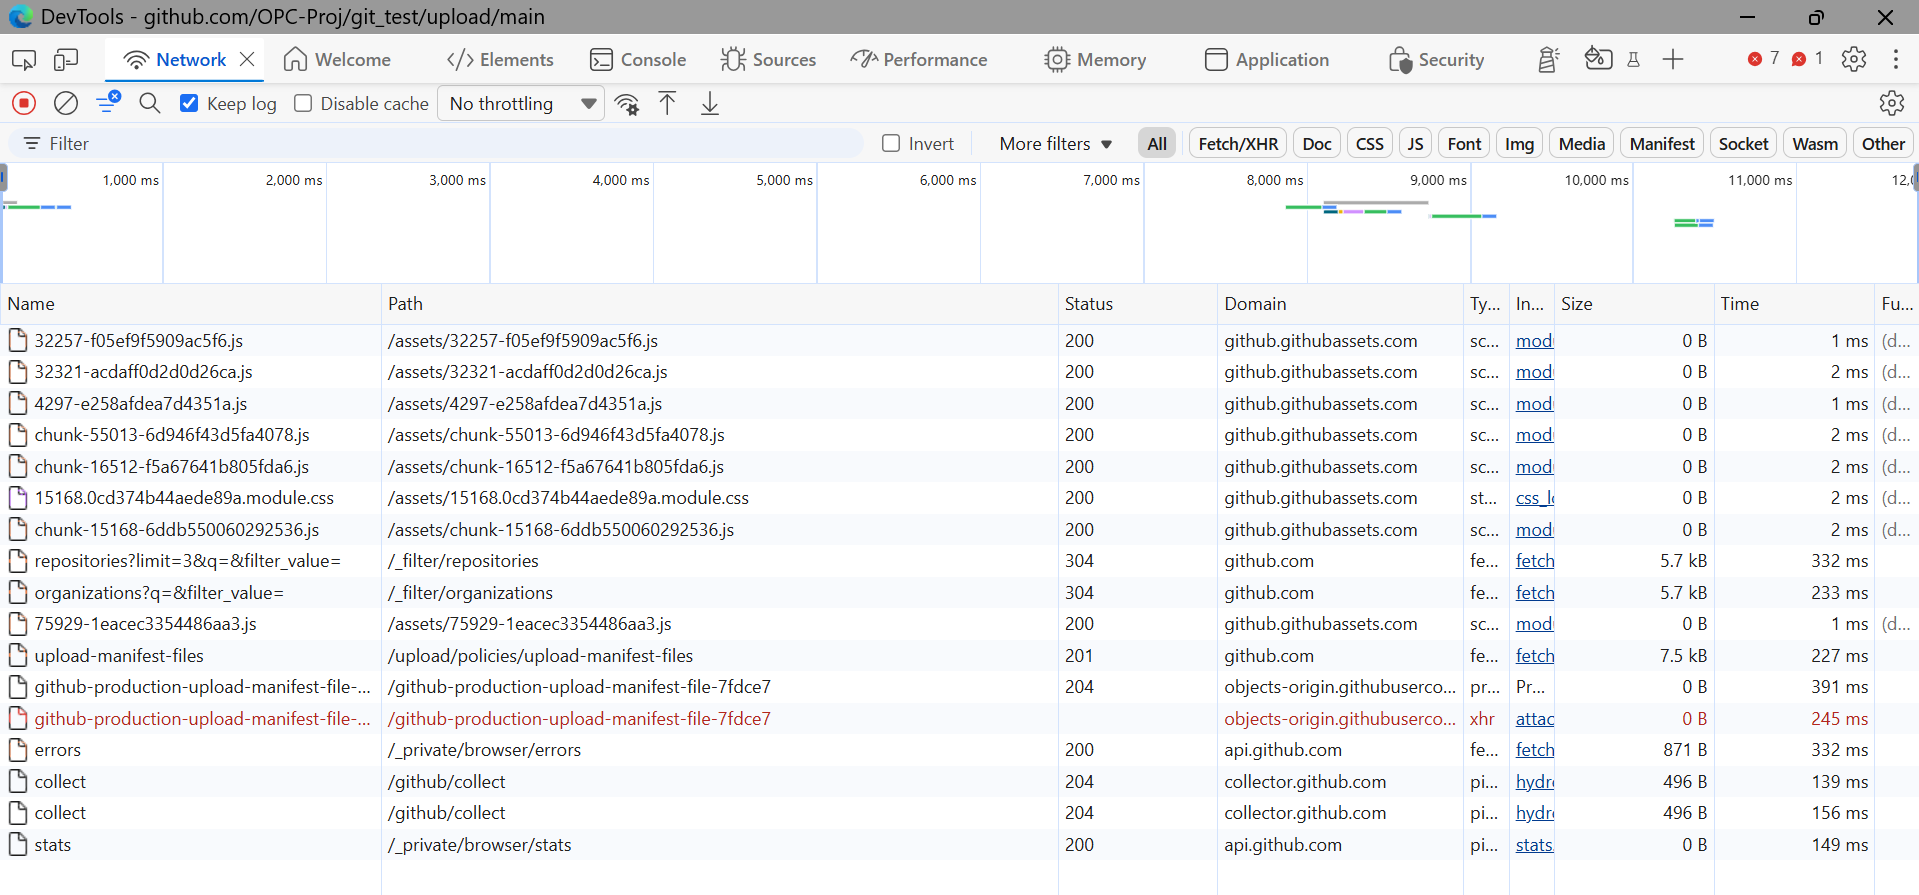 DevTools - github.com/OPC-Proj/git_test/upload/main
Network Welcome Elements Console Sources Performance Memory Application Security 7 1
Keep log Disable cache No throttling
Filter Invert More filters All Fetch/XHR Doc CSS JS Font Img Media Manifest Socket Wasm Other
1,000 ms 2,000 ms 3,000 ms 4,000 ms 5,000 ms 6,000 ms 7,000 ms 8,000 ms 9,000 ms 10,000 ms 11,000 ms 12,0
Name Path Status Domain Ty... In... Size Time Fu...
32257-f05ef9f5909ac5f6.js /assets/32257-f05ef9f5909ac5f6.js 200 github.githubassets.com sc... mod 0 B 1 ms (d...
32321-acdaff0d2d0d26ca.js /assets/32321-acdaff0d2d0d26ca.js 200 github.githubassets.com sc... mod 0 B 2 ms (d...
4297-e258afdea7d4351a.js /assets/4297-e258afdea7d4351a.js 200 github.githubassets.com sc... mod 0 B 1 ms (d...
chunk-55013-6d946f43d5fa4078.js /assets/chunk-55013-6d946f43d5fa4078.js 200 github.githubassets.com sc... mod 0 B 2 ms (d...
chunk-16512-f5a67641b805fda6.js /assets/chunk-16512-f5a67641b805fda6.js 200 github.githubassets.com sc... mod 0 B 2 ms (d...
15168.0cd374b44aede89a.module.css /assets/15168.0cd374b44aede89a.module.css 200 github.githubassets.com st... css_l 0 B 2 ms (d...
chunk-15168-6ddb550060292536.js /assets/chunk-15168-6ddb550060292536.js 200 github.githubassets.com sc... mod 0 B 2 ms (d...
repositories?limit=3&q=&filter_value= /_filter/repositories 304 github.com fe... fetch 5.7 kB 332 ms
organizations?q=&filter_value= /_filter/organizations 304 github.com fe... fetch 5.7 kB 233 ms
75929-1eacec3354486aa3.js /assets/75929-1eacec3354486aa3.js 200 github.githubassets.com sc... mod 0 B 1 ms (d...
upload-manifest-files /upload/policies/upload-manifest-files 201 github.com fe... fetch 7.5 kB 227 ms
github-production-upload-manifest-file-... /github-production-upload-manifest-file-7fdce7 204 objects-origin.githubuserco... pr... Pr... 0 B 391 ms
github-production-upload-manifest-file-... /github-production-upload-manifest-file-7fdce7 objects-origin.githubuserco... xhr attac 0 B 245 ms
errors /_private/browser/errors 200 api.github.com fe... fetch 871 B 332 ms
collect /github/collect 204 collector.github.com pi... hydr 496 B 139 ms
collect /github/collect 204 collector.github.com pi... hydr 496 B 156 ms
stats /_private/browser/stats 200 api.github.com pi... stats. 0 B 149 ms